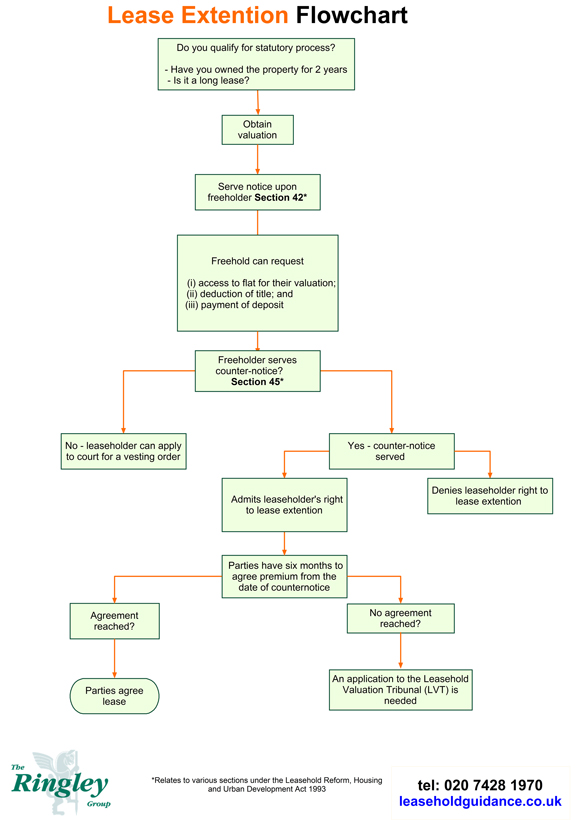 Lease Extention Flowchart
Do you qualify for statutory process?
- Have you owned the property for 2 years
- Is it a long lease?
Obtain
valuation
Serve notice upon
freeholder Section 42*
Freehold can request
(i) access to flat for their valuation;
(ii) deduction of title; and
(iii) payment of deposit
Freeholder serves
counter-notice?
Section 45*
No - leaseholder can apply
to court for a vesting order
Yes - counter-notice
served
Admits leaseholder's right
to lease extention
Denies leaseholder right to
lease extention
Parties have six months to
agree premium from the
date of counternotice
Agreement
reached?
No agreement
reached?
Parties agree
lease
An application to the Leasehold
Valuation Tribunal (LVT) is
needed
The
Ringley
Group
*Relates to various sections under the Leasehold Reform, Housing
and Urban Development Act 1993
tel: 020 7428 1970
leaseholdguidance.co.uk